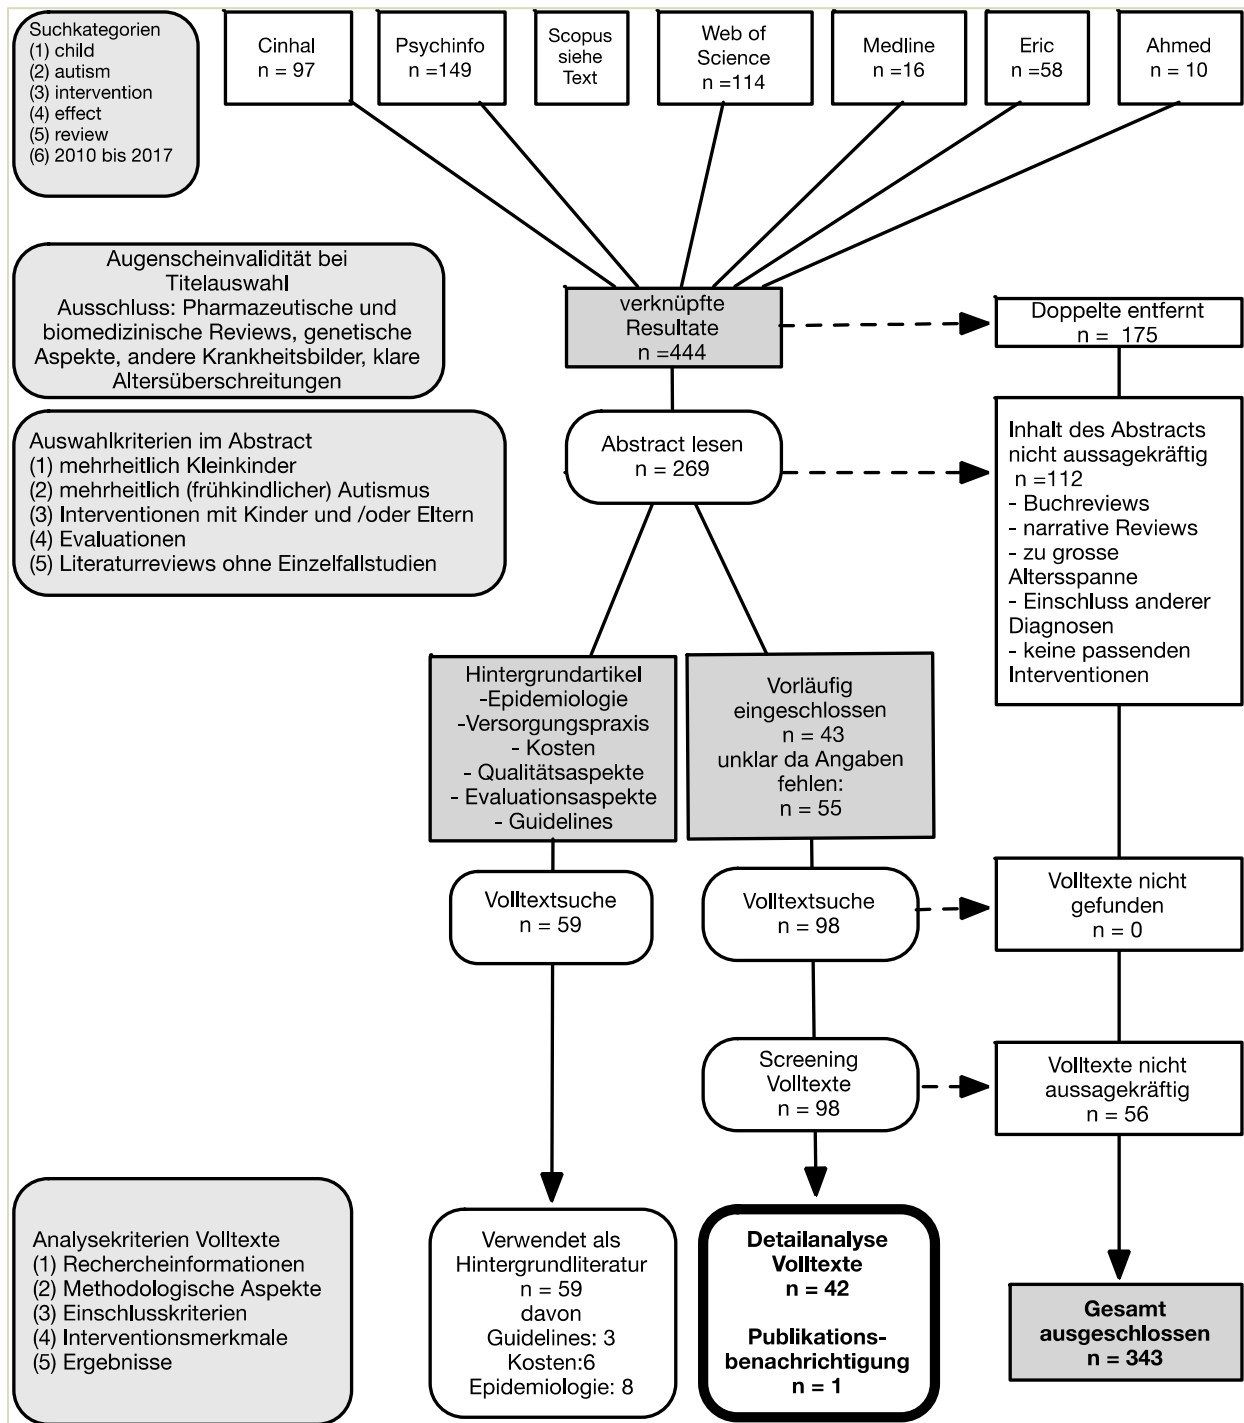 Suchkategorien
(1) child
(2) autism
(3) intervention
(4) effect
(5) review
(6) 2010 bis 2017
Cinhal
n = 97
Psychinfo
n =149
Scopus
siehe
Text
Web of
Science
n =114
Medline
n =16
Eric
n =58
Ahmed
n = 10
Augenscheinvalidität bei
Titelauswahl
Ausschluss: Pharmazeutische und
biomedizinische Reviews, genetische
Aspekte, andere Krankheitsbilder, klare
Altersüberschreitungen
verknüpfte
Resultate
n =444
Doppelte entfernt
n = 175
Auswahlkriterien im Abstract
(1) mehrheitlich Kleinkinder
(2) mehrheitlich (frühkindlicher) Autismus
(3) Interventionen mit Kinder und /oder Eltern
(4) Evaluationen
(5) Literaturreviews ohne Einzelfallstudien
Abstract lesen
n = 269
Inhalt des Abstracts
nicht aussagekräftig
n =112
- Buchreviews
- narrative Reviews
- zu grosse
Altersspanne
- Einschluss anderer
Diagnosen
- keine passenden
Interventionen
Hintergrundartikel
-Epidemiologie
-Versorgungspraxis
- Kosten
- Qualitätsaspekte
- Evaluationsaspekte
- Guidelines
Vorläufig
eingeschlossen
n = 43
unklar da Angaben
fehlen:
n = 55
Volltextsuche
n = 59
Volltextsuche
n = 98
Volltexte nicht
gefunden
n = 0
Screening
Volltexte
n = 98
Volltexte nicht
aussagekräftig
n = 56
Analysekriterien Volltexte
(1) Rechercheinformationen
(2) Methodologische Aspekte
(3) Einschlusskriterien
(4) Interventionsmerkmale
(5) Ergebnisse
Verwendet als
Hintergrundliteratur
n = 59
davon
Guidelines: 3
Kosten:6
Epidemiologie: 8
Detailanalyse
Volltexte
n = 42
Publikations-
benachrichtigung
n = 1
Gesamt
ausgeschlossen
n = 343